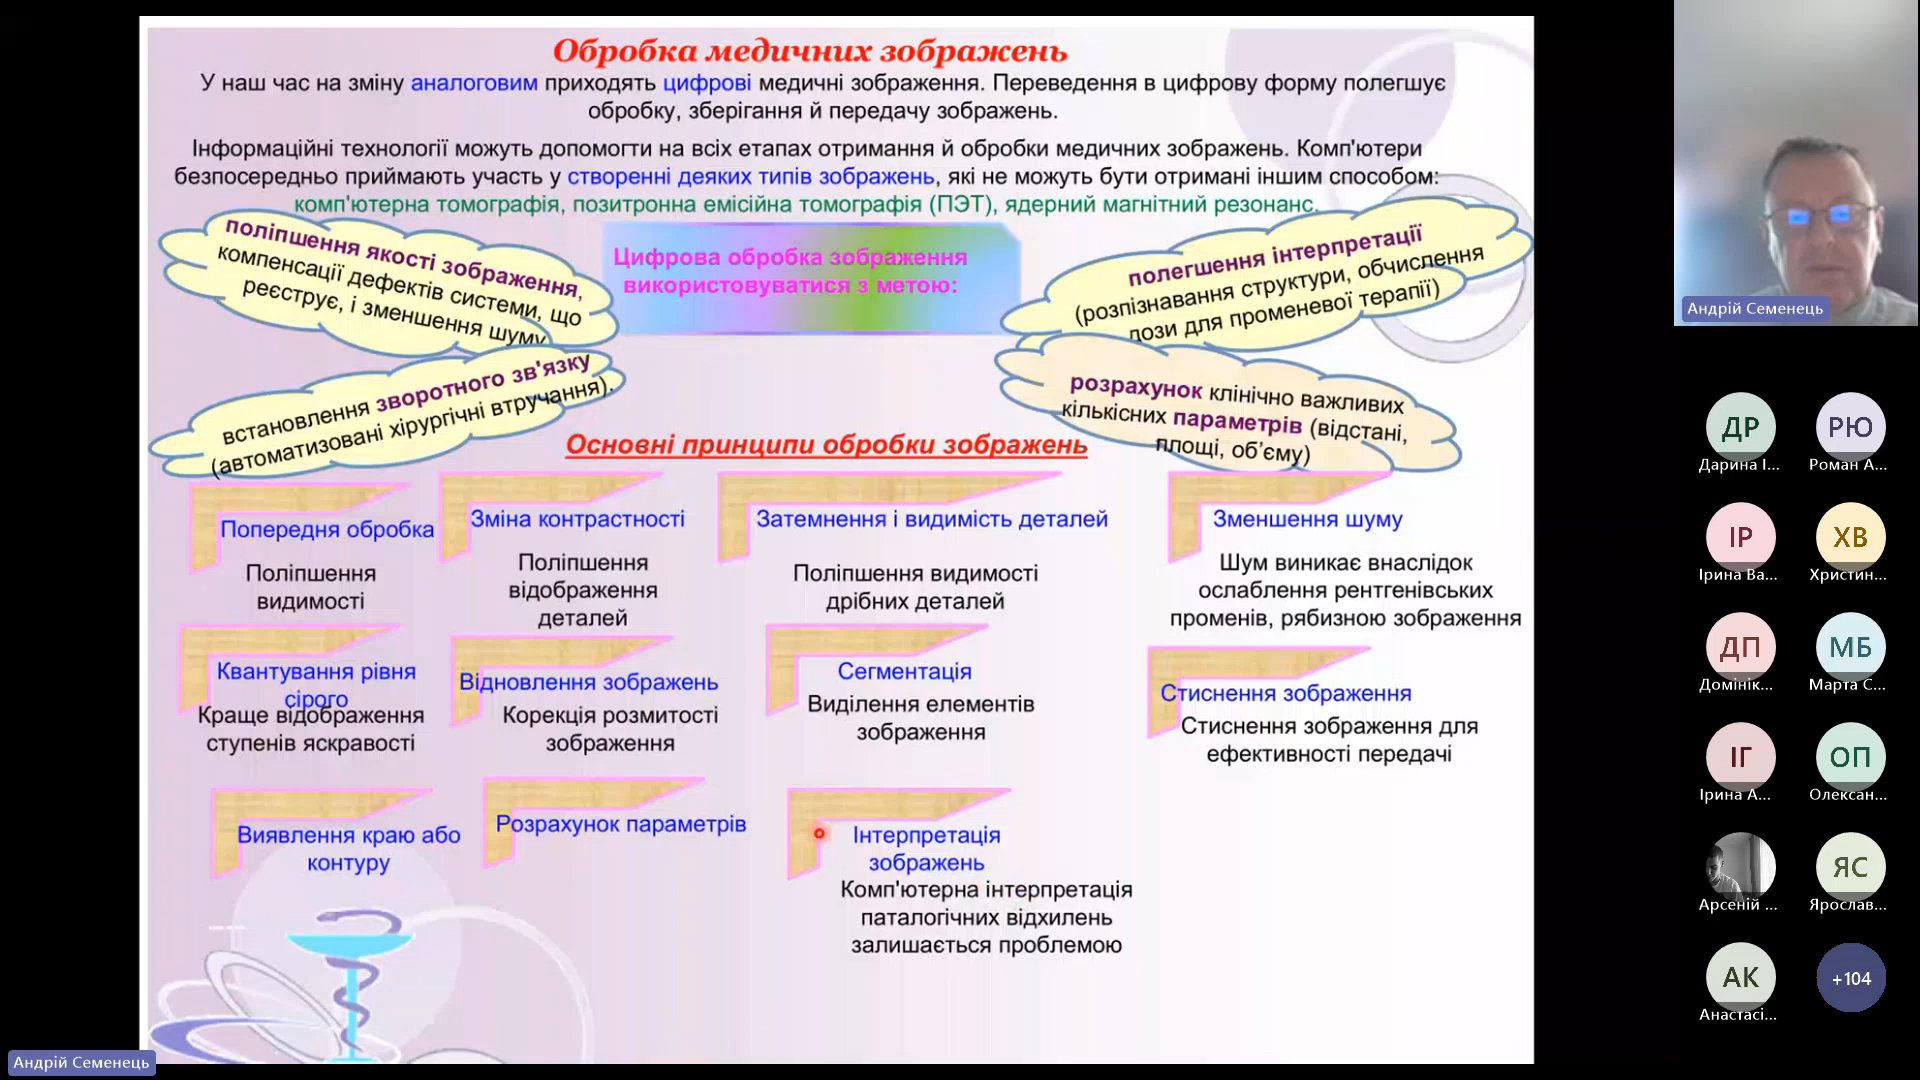 Обробка медичних зображень
У наш час на зміну аналоговим приходять цифрові медичні зображення. Переведення в цифрову форму полегшує
обробку, зберігання й передачу зображень.
Інформаційні технології можуть допомогти на всіх етапах отримання й обробки медичних зображень. Комп'ютери
безпосередньо приймають участь у створенні деяких типів зображень, які не можуть бути отримані іншим способом:
комп'ютерна томографія, позитронна емісійна томографія (ПЭТ), ядерний магнітний резонанс.
поліпшення якості зображення,
компенсації дефектів системи, що
реєструє, і зменшення шуму
Цифрова обробка зображення
використовуватися з метою:
полегшення інтерпретації
(розпізнавання структури, обчислення
дози для променевої терапії)
встановлення зворотного зв'язку
(автоматизовані хірургічні втручання).
розрахунок клінічно важливих
кількісних параметрів (відстані,
площі, об'єму)
Основні принципи обробки зображень
Попередня обробка
Поліпшення
видимості
Зміна контрастності
Поліпшення
відображення
деталей
Затемнення і видимість деталей
Поліпшення видимості
дрібних деталей
Зменшення шуму
Шум виникає внаслідок
ослаблення рентгенівських
променів, рябизною зображення
Квантування рівня
сірого
Краще відображення
ступенів яскравості
Відновлення зображень
Корекція розмитості
зображення
Сегментація
Виділення елементів
зображення
Стиснення зображення
Стиснення зображення для
ефективності передачі
Виявлення краю або
контуру
Розрахунок параметрів
Інтерпретація
зображень
Комп'ютерна інтерпретація
паталогічних відхилень
залишається проблемою
Андрій Семенець
Андрій Семенець
ДР
Дарина І...
РЮ
Роман А...
ІР
Ірина Ва...
ХВ
Христин...
ДП
Домінік...
МБ
Марта С...
ІГ
Ірина А...
ОП
Олексан...
Арсеній ...
ЯС
Ярослав...
АК
Анастасі...
+104